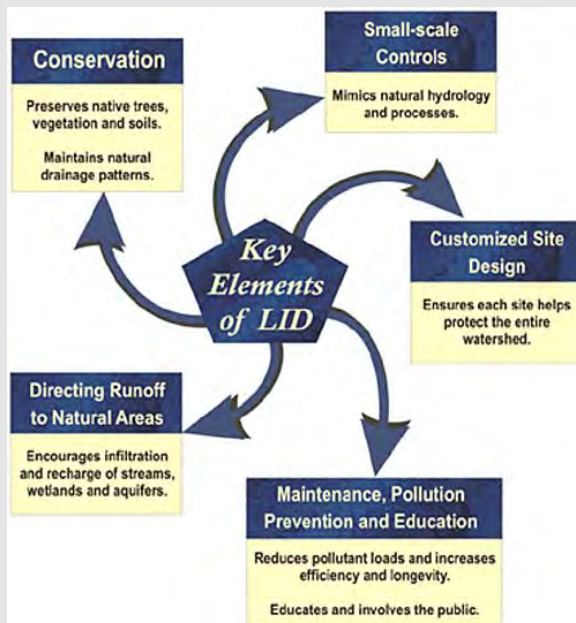 Conservation
Preserves native trees,
vegetation and soils.
Maintains natural
drainage patterns.
Small-scale
Controls
Mimics natural hydrology
and processes.
Key
Elements
of LID
Customized Site
Design
Ensures each site helps
protect the entire
watershed.
Directing Runoff
to Natural Areas
Encourages infiltration
and recharge of streams,
wetlands and aquifers.
Maintenance, Pollution
Prevention and Education
Reduces pollutant loads and increases
efficiency and longevity.
Educates and involves the public.